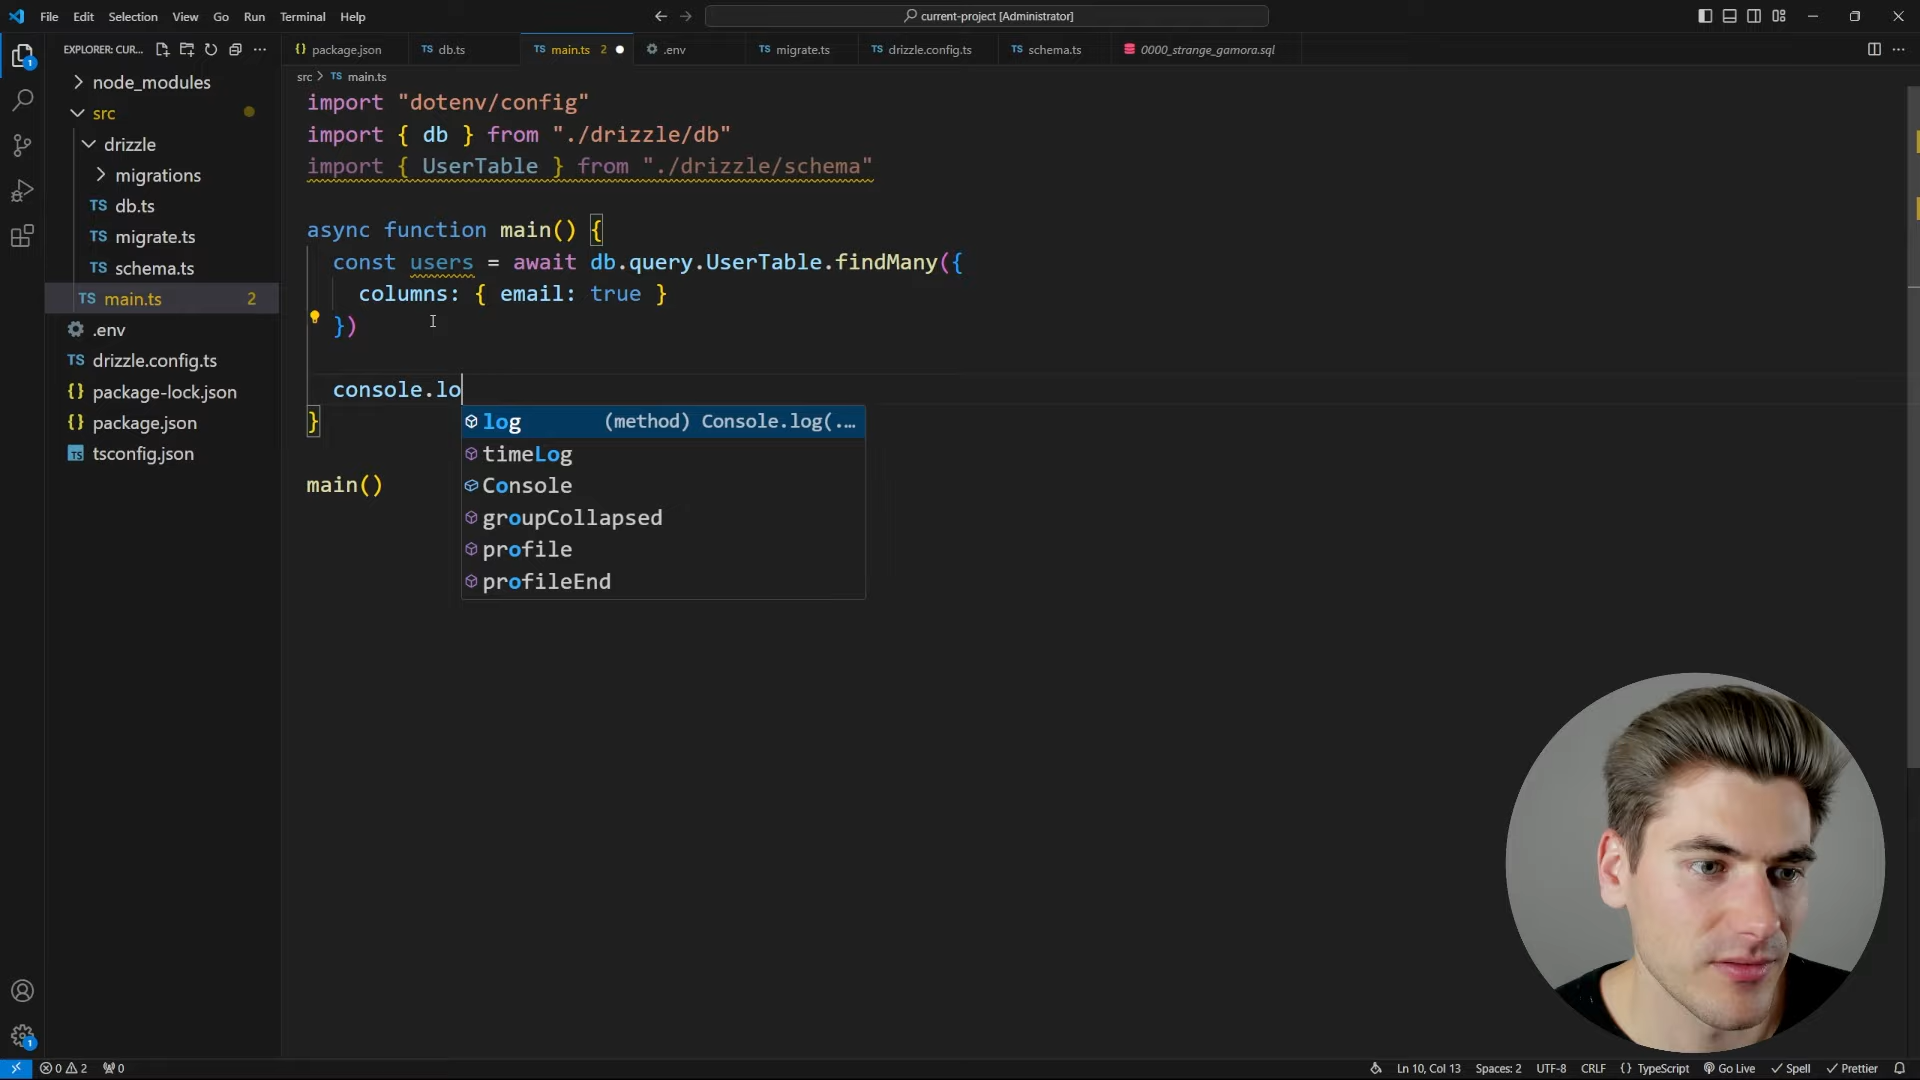 File Edit Selection View Go Run Terminal Help
current-project [Administrator]
EXPLORER: CUR...
package.json
TS db.ts
TS main.ts 2
.env
TS migrate.ts
TS drizzle.config.ts
TS schema.ts
0000_strange_gamora.sql
src > TS main.ts
node_modules
src
drizzle
migrations
TS db.ts
TS migrate.ts
TS schema.ts
TS main.ts 2
.env
TS drizzle.config.ts
{} package-lock.json
{} package.json
TS tsconfig.json
1
1
import "dotenv/config"
import { db } from "./drizzle/db"
import { UserTable } from "./drizzle/schema"
async function main() {
const users = await db.query.UserTable.findMany({
columns: { email: true }
})
console.lo
}
main()
log (method) Console.log(....
timeLog
Console
groupCollapsed
profile
profileEnd
0 2 0
Ln 10, Col 13 Spaces: 2 UTF-8 CRLF {} TypeScript Go Live Spell Prettier